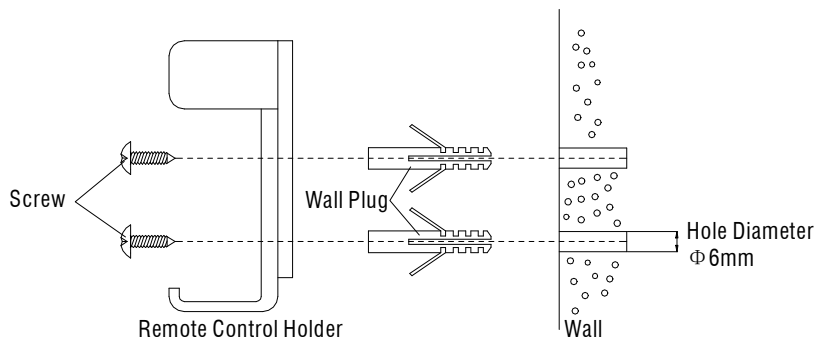 Screw
Wall Plug
Hole Diameter
Φ6mm
Remote Control Holder
Wall